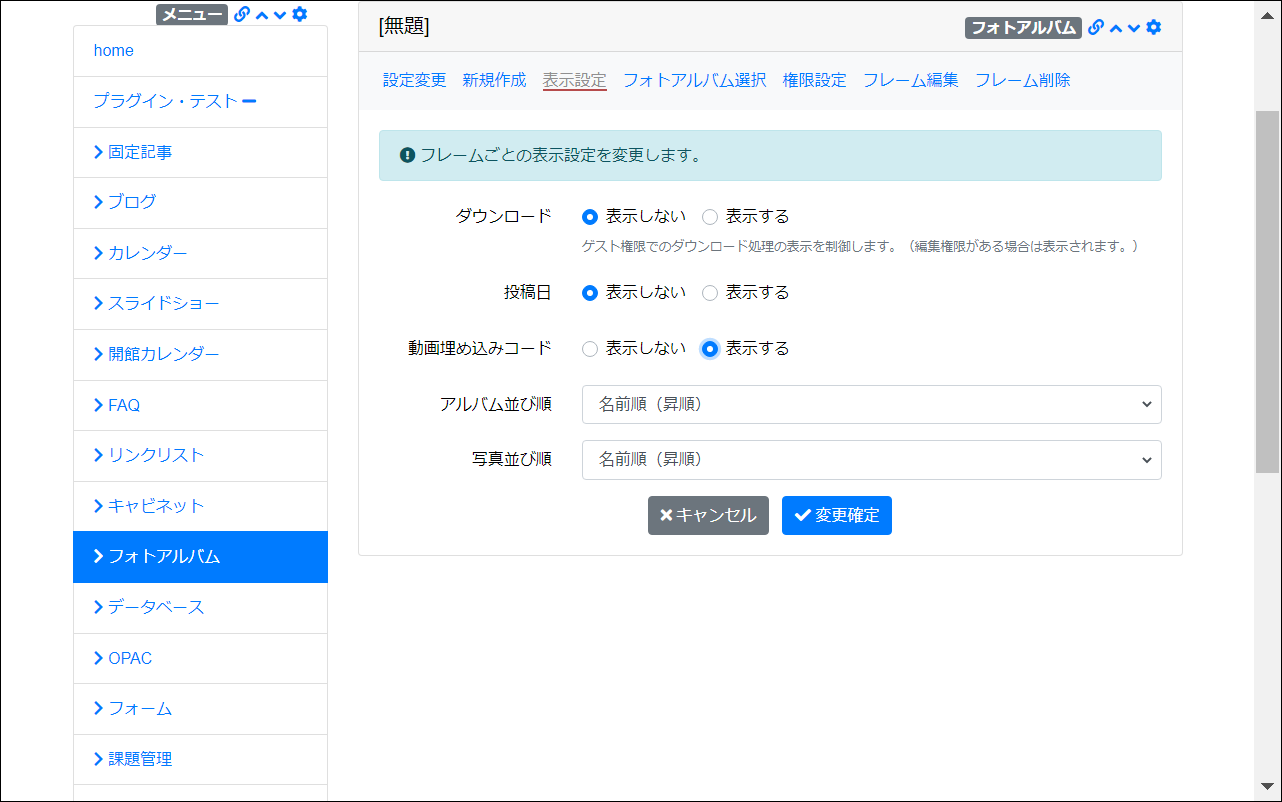 メニュー
home
プラグイン・テスト
固定記事
ブログ
カレンダー
スライドショー
開館カレンダー
FAQ
リンクリスト
キャビネット
フォトアルバム
データベース
OPAC
フォーム
課題管理
[無題]
フォトアルバム
設定変更 新規作成 表示設定 フォトアルバム選択 権限設定 フレーム編集 フレーム削除
フレームごとの表示設定を変更します。
ダウンロード 表示しない 表示する
ゲスト権限でのダウンロード処理の表示を制御します。（編集権限がある場合は表示されます。）
投稿日 表示しない 表示する
動画埋め込みコード 表示しない 表示する
アルバム並び順 名前順（昇順）
写真並び順 名前順（昇順）
キャンセル 変更確定